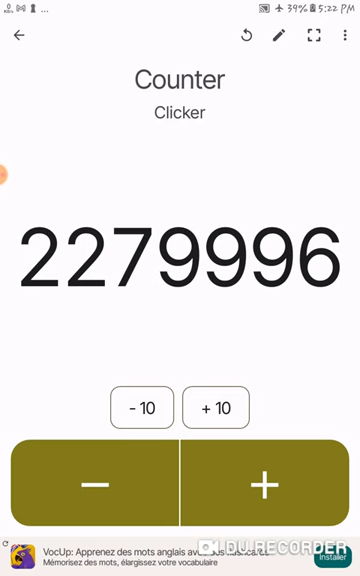 ... 39% 5:22 PM
Counter
Clicker
2279996
- 10 + 10
− +
VocUp: Apprenez des mots anglais
Mémorisez des mots, élargissez votre vocabulaire
Installer
DU RECORDER